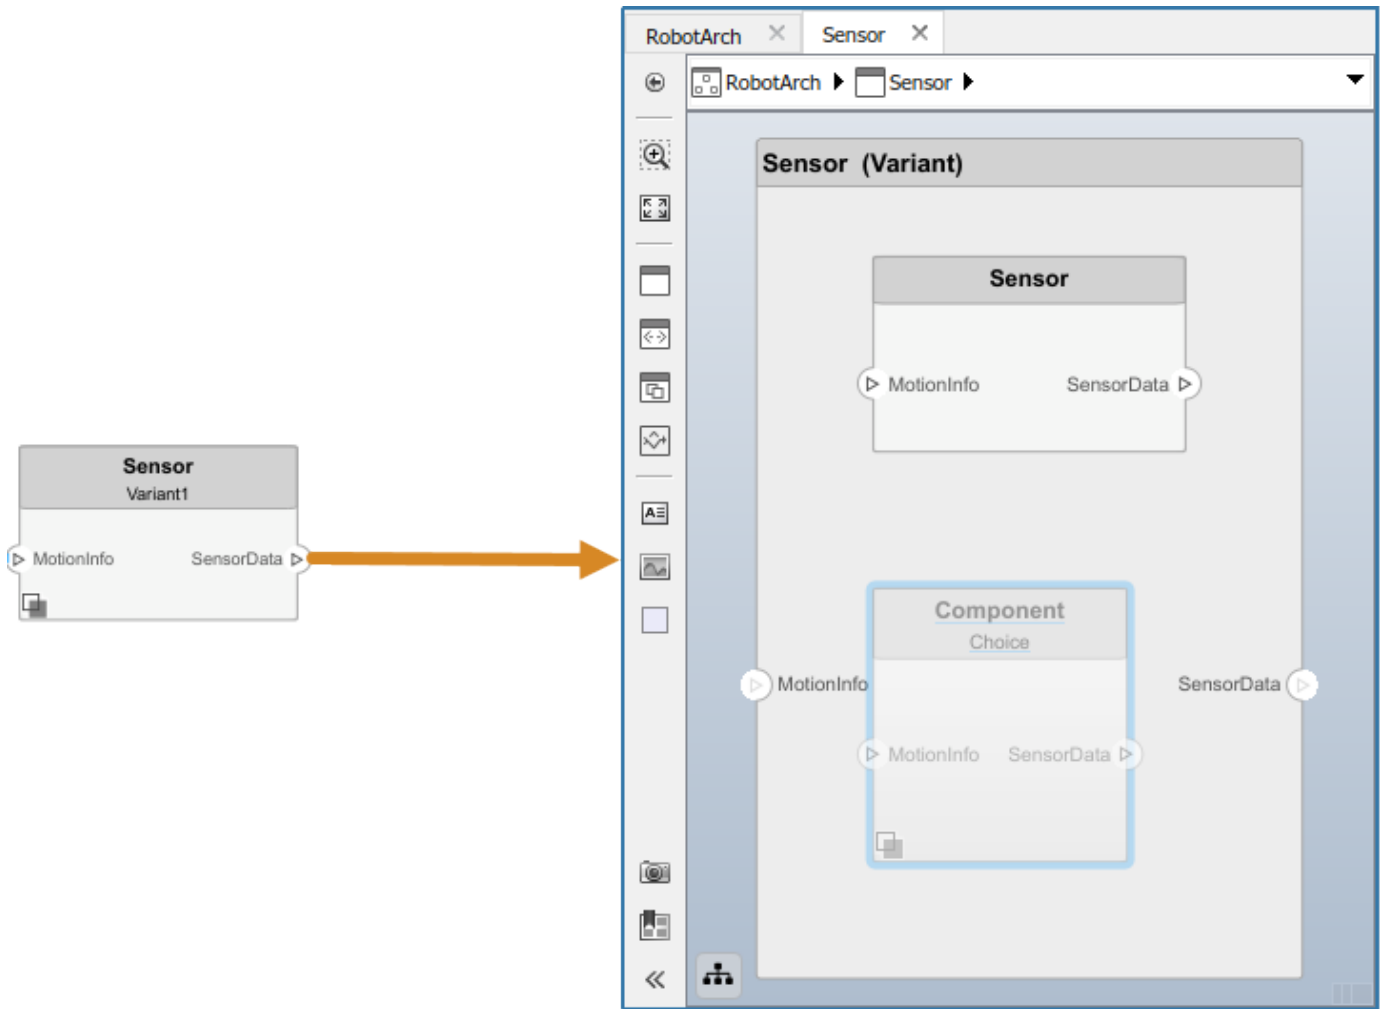 Sensor
Variant1
MotionInfo SensorData
RobotArch Sensor
RobotArch Sensor
Sensor (Variant)
Sensor
MotionInfo SensorData
Component
Choice
MotionInfo SensorData
MotionInfo SensorData